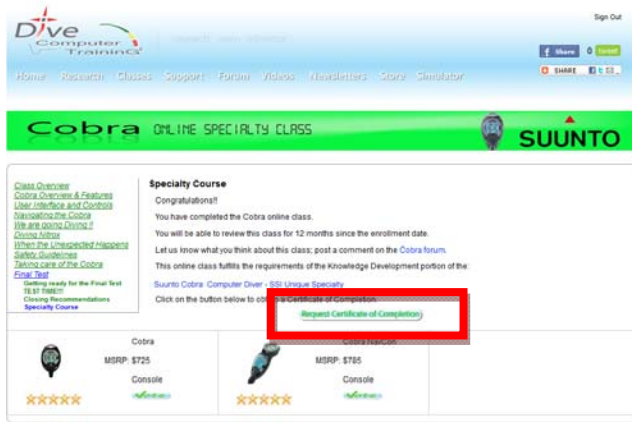 Sign Out
Dive
Computer
TraininG
Share 0 tweet
SHARE
Home Research Classes Support Forum Videos Newsletters Store Simulator
Cobra ONLINE SPECIALTY CLASS
SUUNTO
Class Overview
Cobra Overview & Features
User Interface and Controls
Navigating the Cobra
We are going Diving !!
Diving Nitrox
When the Unexpected Happens
Safety Guidelines
Taking care of the Cobra
Final Test
Getting ready for the Final Test
TEST TIME!!!
Closing Recommendations
Specialty Course
Specialty Course
Congratulations!!
You have completed the Cobra online class.
You will be able to review this class for 12 months since the enrollment date.
Let us know what you think about this class; post a comment on the Cobra forum.
This online class fulfills the requirements of the Knowledge Development portion of the:
Suunto Cobra Computer Diver - SSI Unique Specialty
Click on the button below to obtain a Certificate of Completion.
Request Certificate of Completion
Cobra
MSRP: $725
Console
Cobra NavCon
MSRP: $785
Console